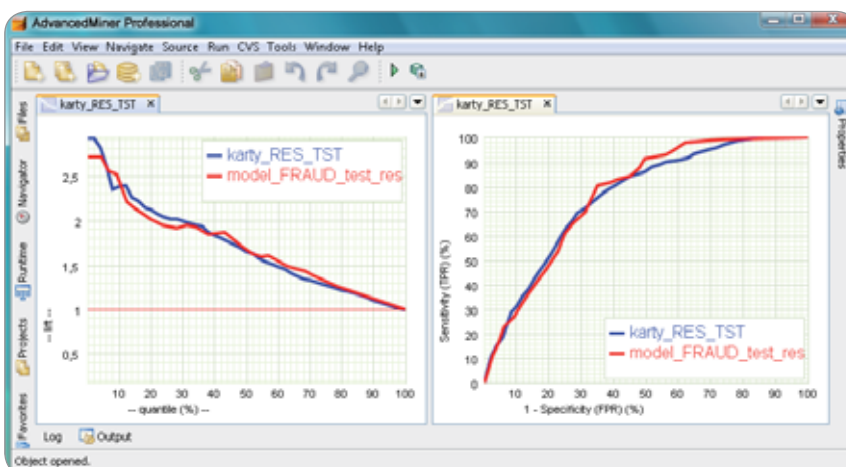 AdvancedMiner Professional
File Edit View Navigate Source Run CVS Tools Window Help
Files
Navigator
Runtime
Projects
Favorites
karty_RES_TST
karty_RES_TST
model_FRAUD_test_res
2,5
2
1,5
1
0,5
-- lift --
10 20 30 40 50 60 70 80 90 100
-- quantile (%) --
karty_RES_TST
100
90
80
70
60
50
40
30
20
10
0
Sensitivity (TPR) (%)
karty_RES_TST
model_FRAUD_test_res
10 20 30 40 50 60 70 80 90 100
1 - Specificity (FPR) (%)
Properties
Log Output
Object opened.